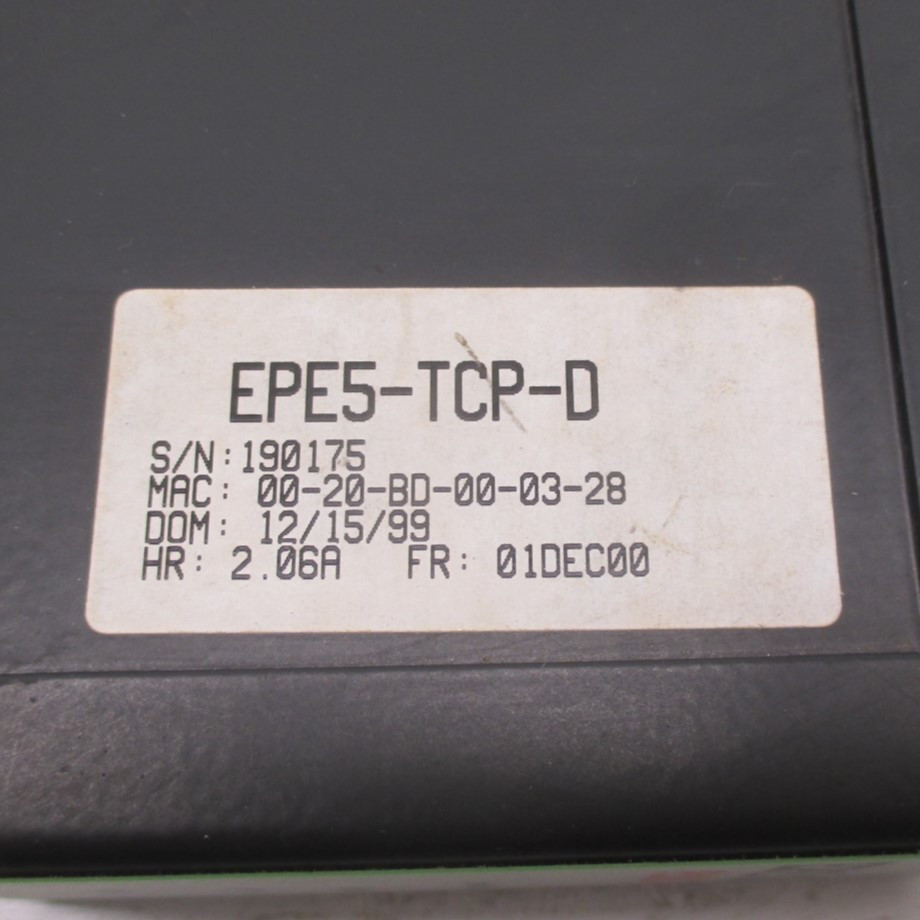 EPE5-TCP-D
S/N:190175
MAC: 00-20-BD-00-03-28
DOM: 12/15/99
HR: 2.06A FR: 01DEC00